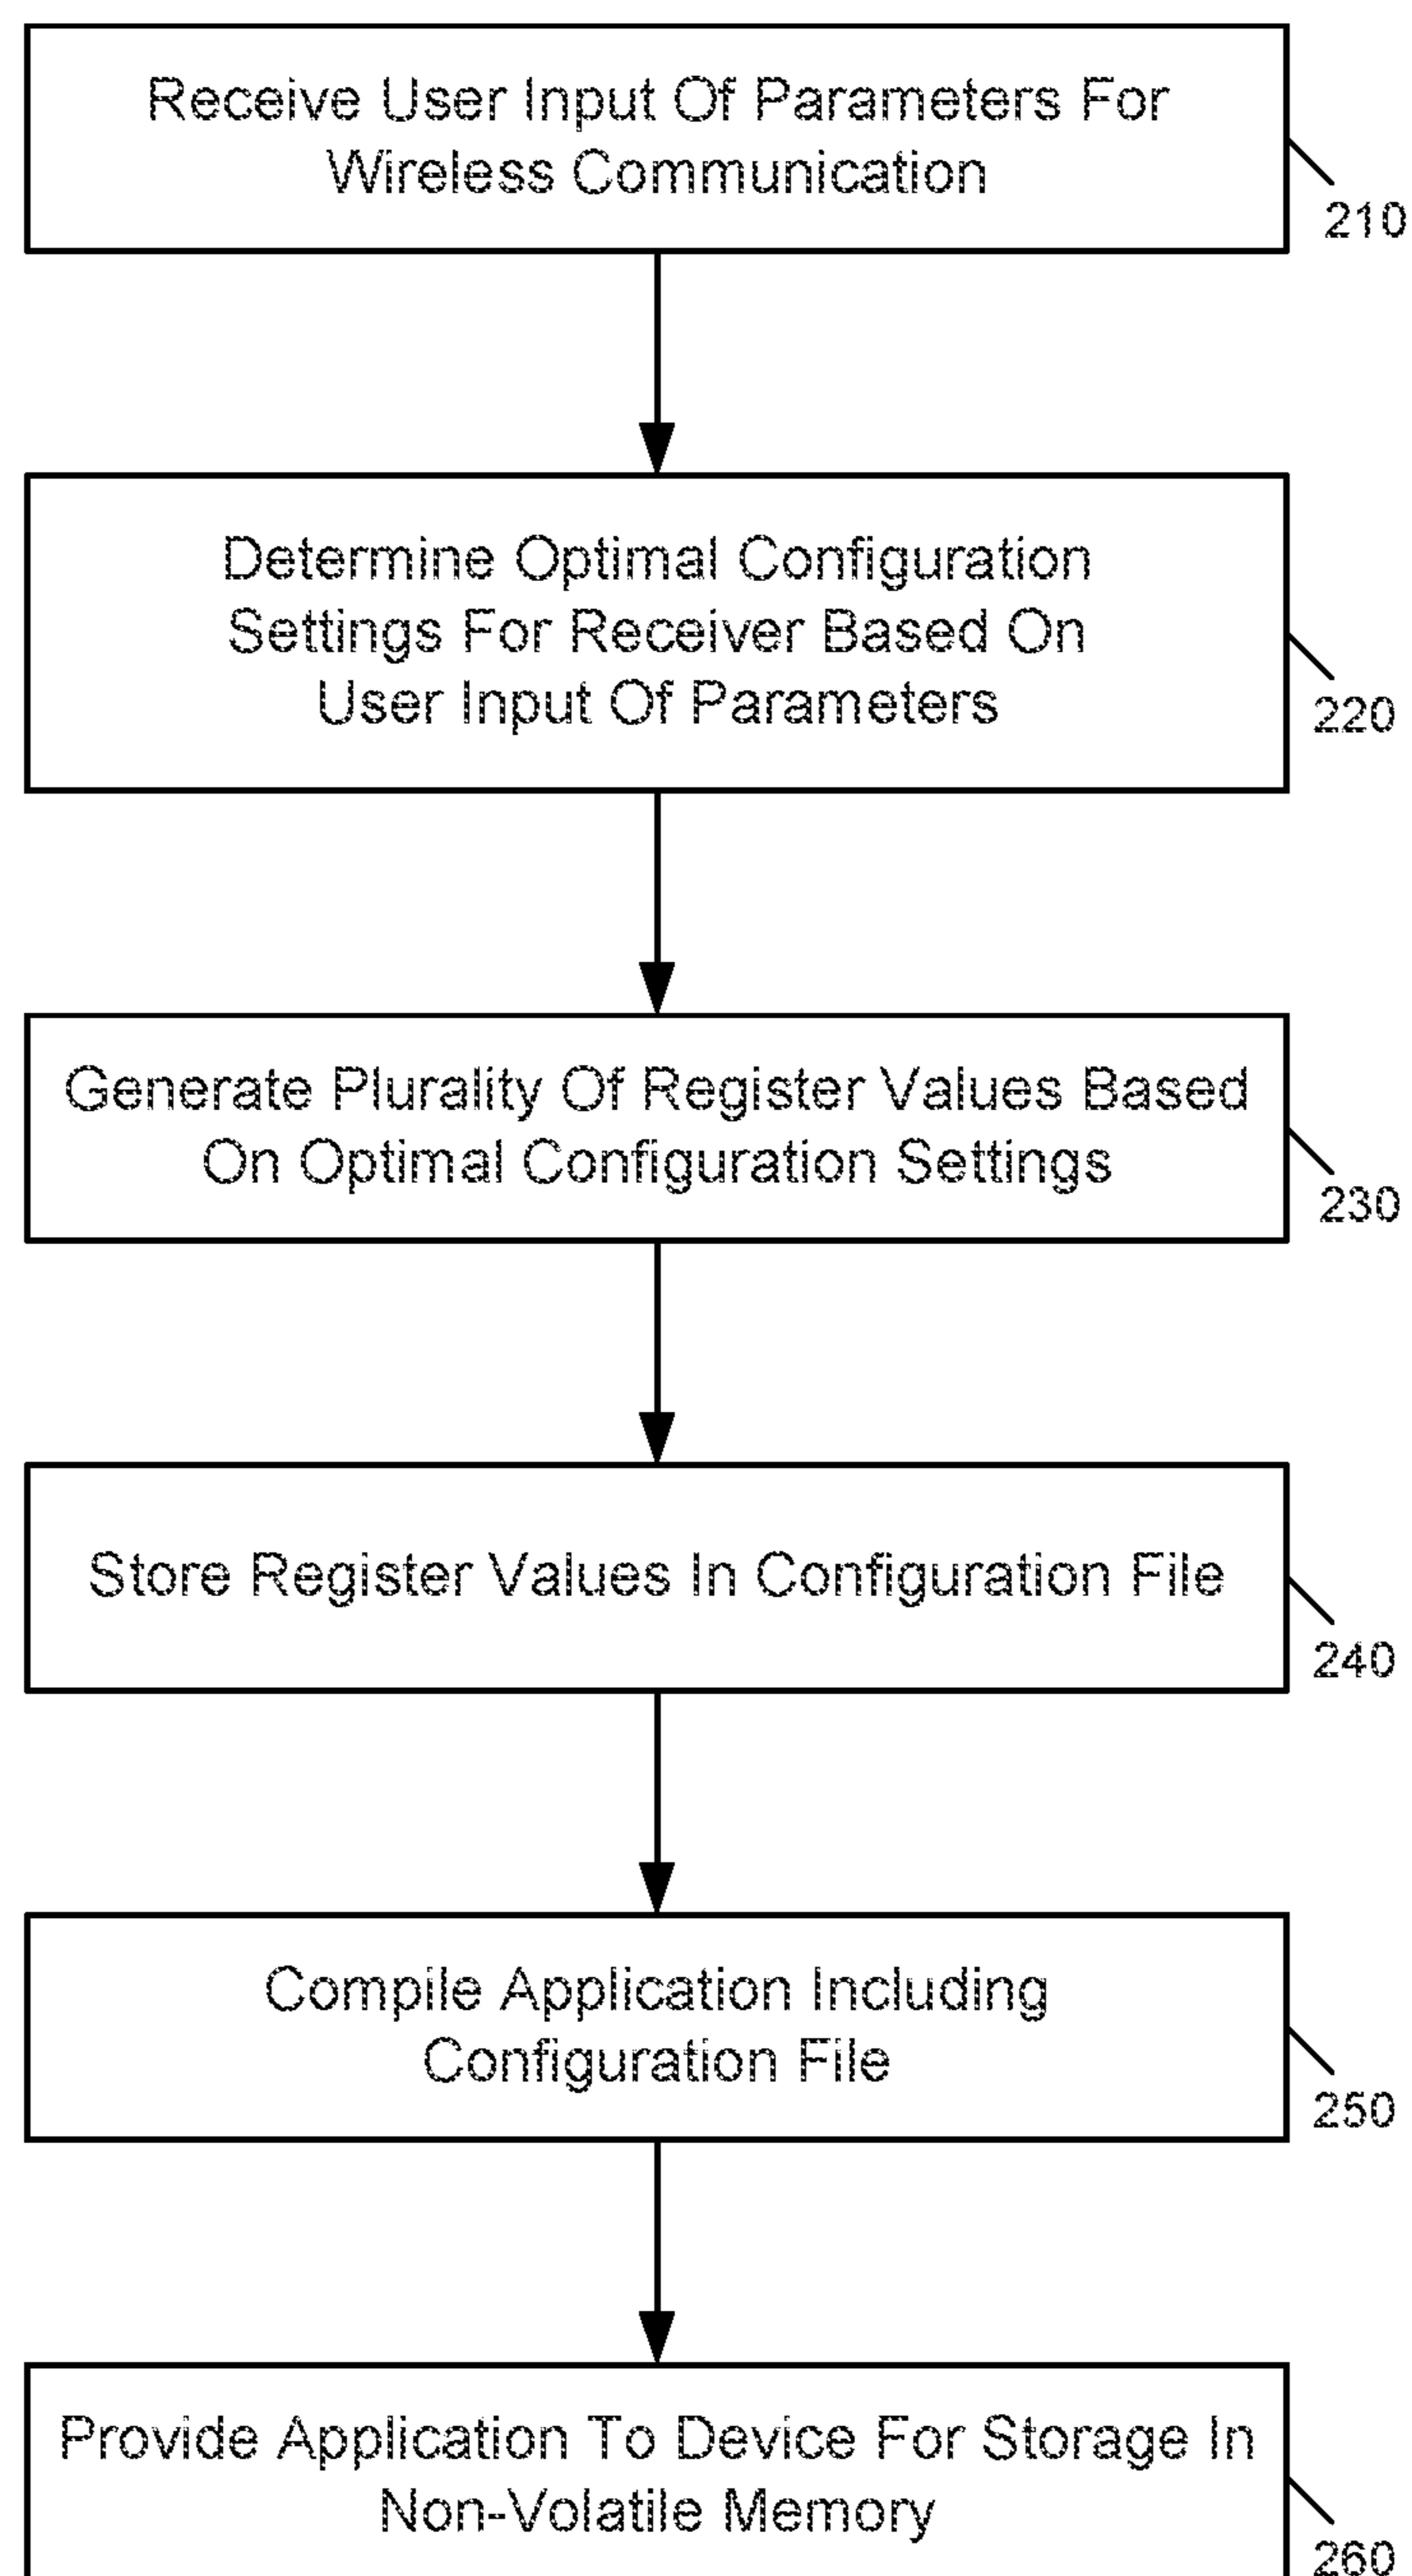 Receive User Input Of Parameters For
Wireless Communication
210
Determine Optimal Configuration
Settings For Receiver Based On
User Input Of Parameters
220
Generate Plurality Of Register Values Based
On Optimal Configuration Settings
230
Store Register Values In Configuration File
240
Compile Application Including
Configuration File
250
Provide Application To Device For Storage In
Non-Volatile Memory
260